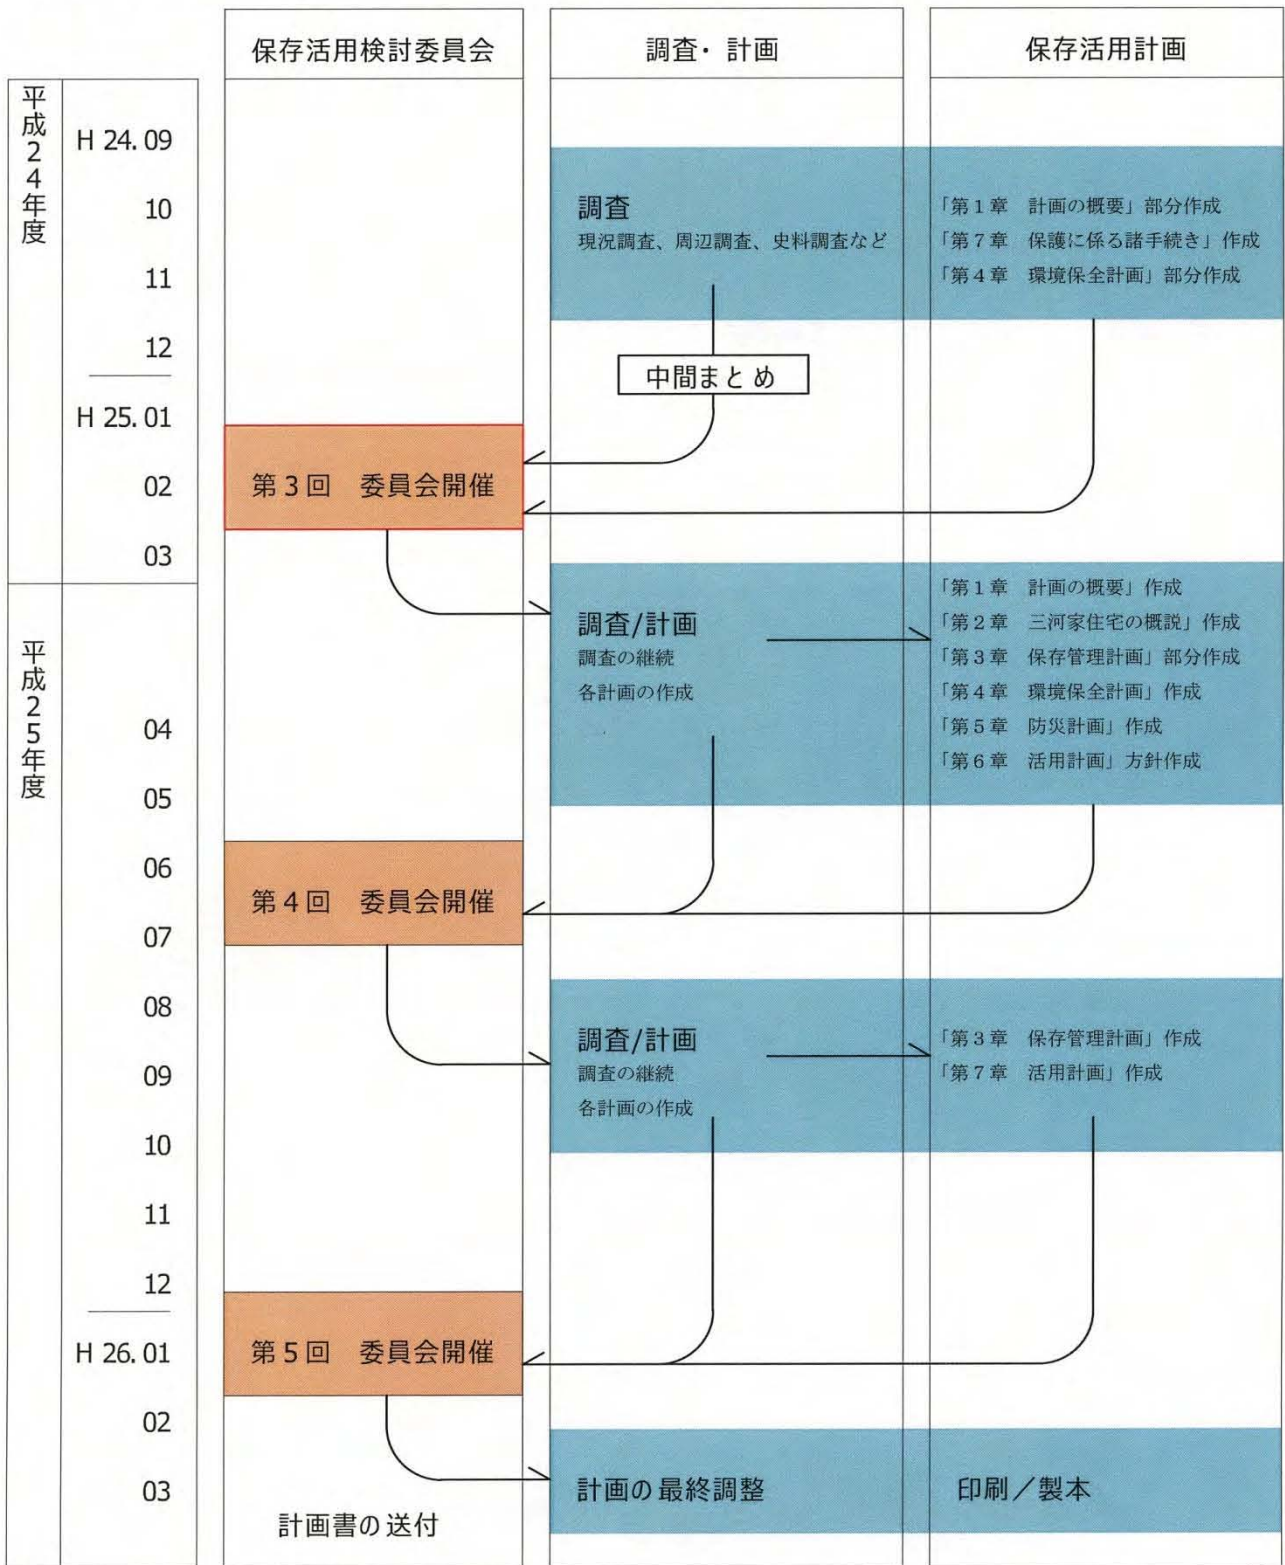 保存活用検討委員会
調査・計画
保存活用計画
平成24年度
H 24.09
10
11
12
H 25.01
02
03
平成25年度
04
05
06
07
08
09
10
11
12
H 26.01
02
03
調査
現況調査、周辺調査、史料調査など
「第1章 計画の概要」部分作成
「第7章 保護に係る諸手続き」作成
「第4章 環境保全計画」部分作成
中間まとめ
第3回 委員会開催
調査/計画
調査の継続
各計画の作成
「第1章 計画の概要」作成
「第2章 三河家住宅の概説」作成
「第3章 保存管理計画」部分作成
「第4章 環境保全計画」作成
「第5章 防災計画」作成
「第6章 活用計画」方針作成
第4回 委員会開催
調査/計画
調査の継続
各計画の作成
「第3章 保存管理計画」作成
「第7章 活用計画」作成
第5回 委員会開催
計画の最終調整
印刷／製本
計画書の送付